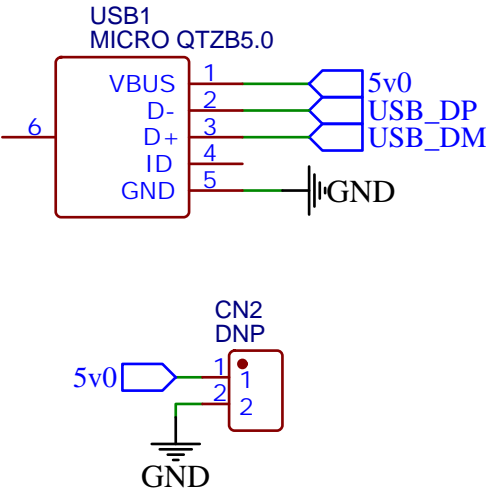 USB1
MICRO QTZB5.0
VBUS 1 5v0
D- 2 USB_DP
6 D+ 3 USB_DM
ID 4
GND 5 GND
CN2
DNP
5v0 1 1
2 2
GND